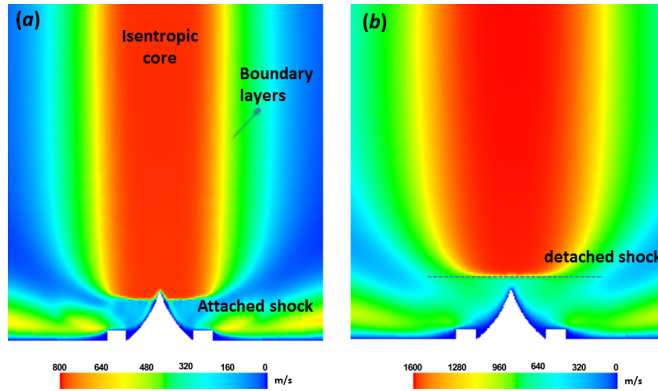 (a)
Isentropic
core
Boundary
layers
Attached shock
800 640 480 320 160 0 m/s
(b)
detached shock
1600 1280 960 640 320 0 m/s